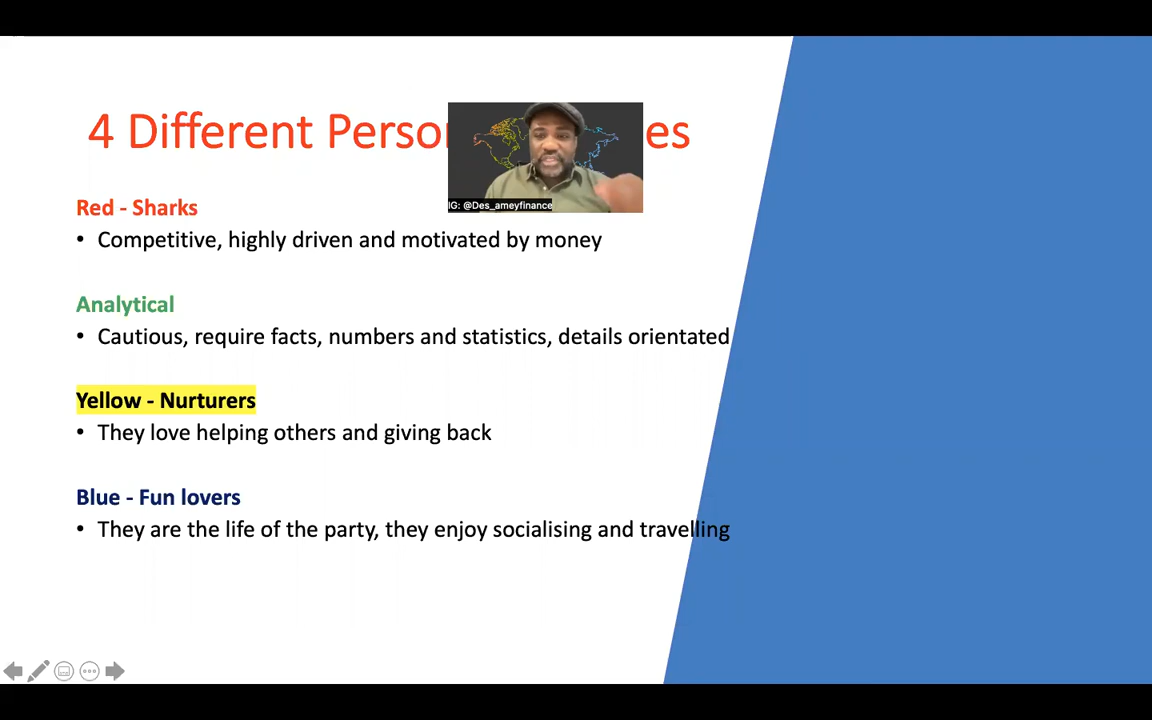 4 Different Perso es
IG: @Des_ameyfinance
Red - Sharks
• Competitive, highly driven and motivated by money
Analytical
• Cautious, require facts, numbers and statistics, details orientated
Yellow - Nurturers
• They love helping others and giving back
Blue - Fun lovers
• They are the life of the party, they enjoy socialising and travelling